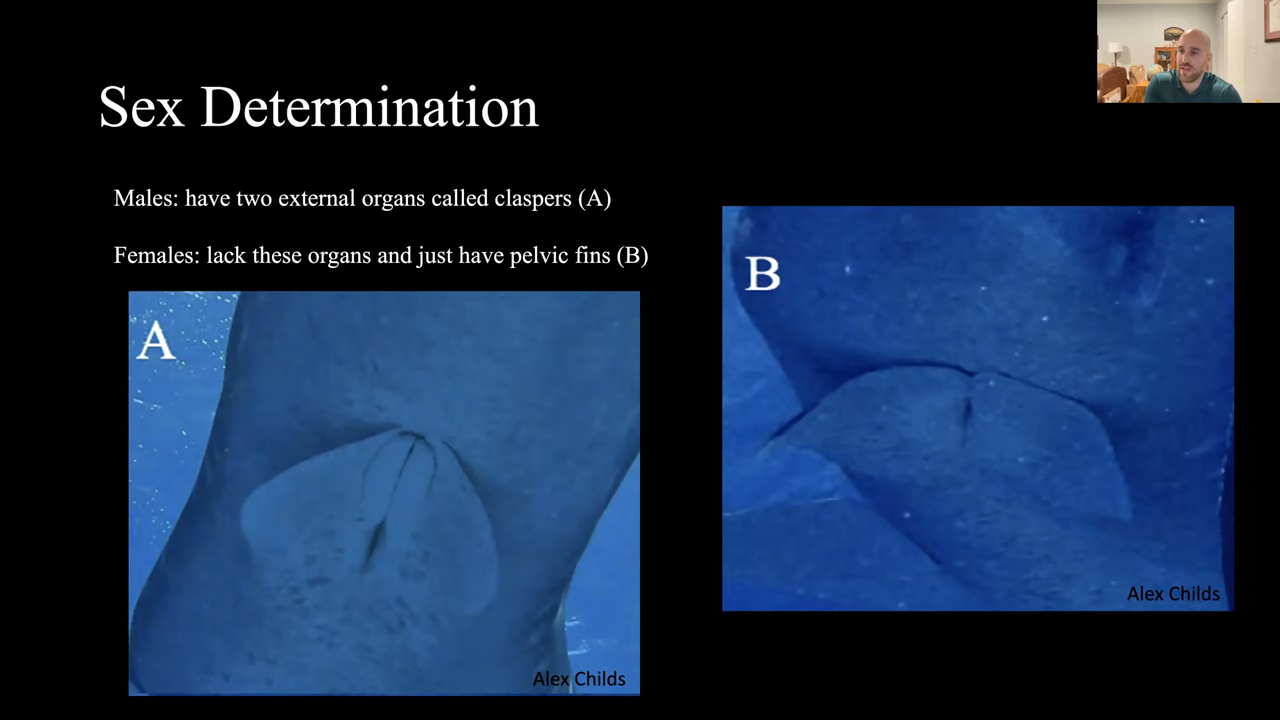 Sex Determination
Males: have two external organs called claspers (A)
Females: lack these organs and just have pelvic fins (B)
A
Alex Childs
B
Alex Childs